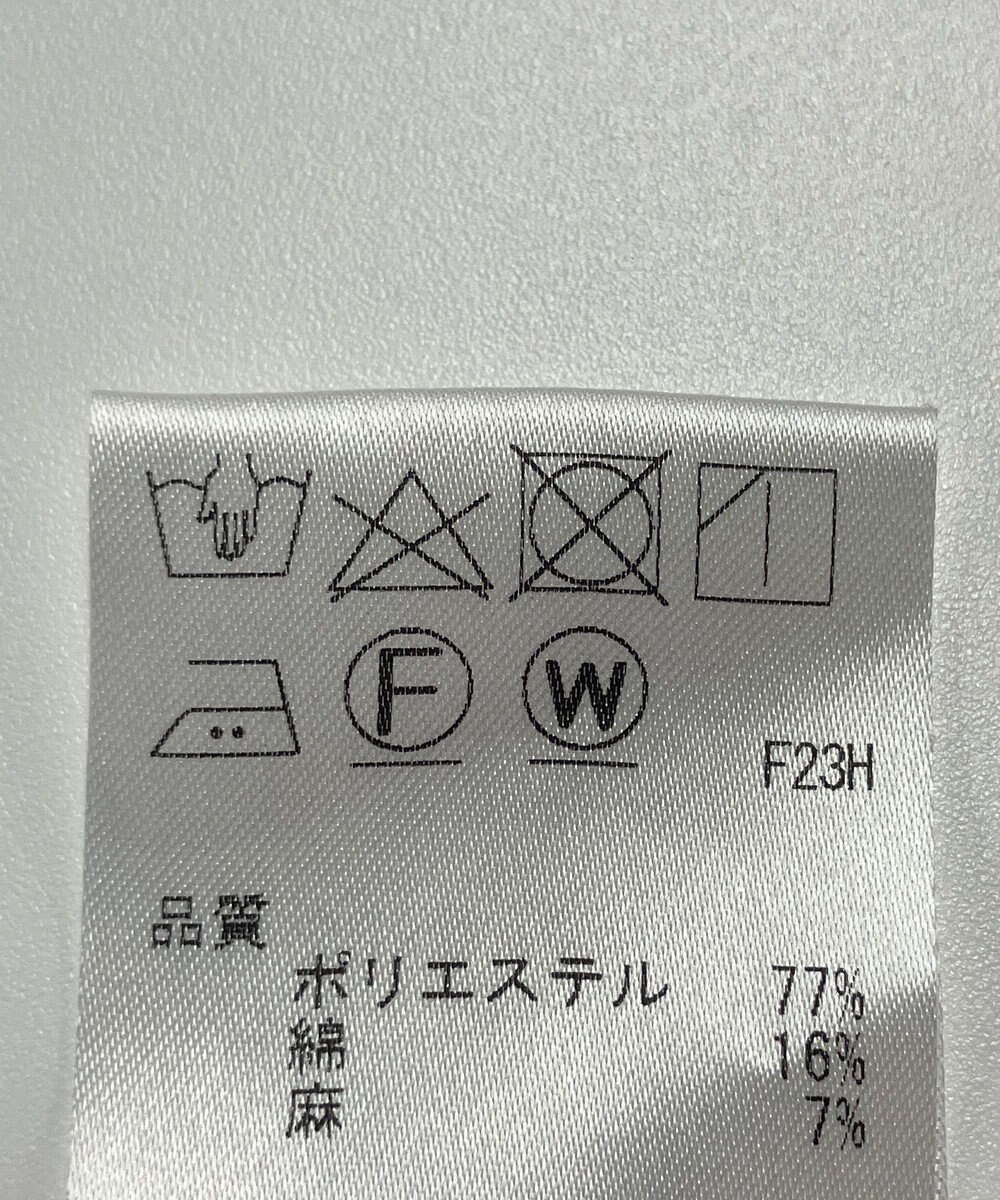 F W
F23H
品質
ポリエステル 77%
綿 16%
麻 7%